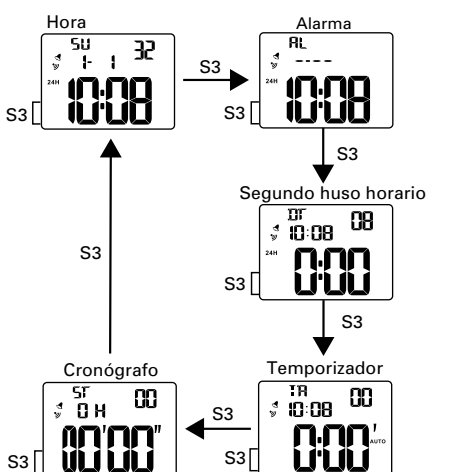 Hora
SU 32
1- 1
24H
10:08
S3
S3
Alarma
AL
----
24H
10:08
S3
S3
Segundo huso horario
DT 08
10:08
24H
0:00
S3
S3
Temporizador
TR 00
10:08
0:00'
AUTO
S3
S3
Cronógrafo
ST 00
0 H
00'00"
S3
S3